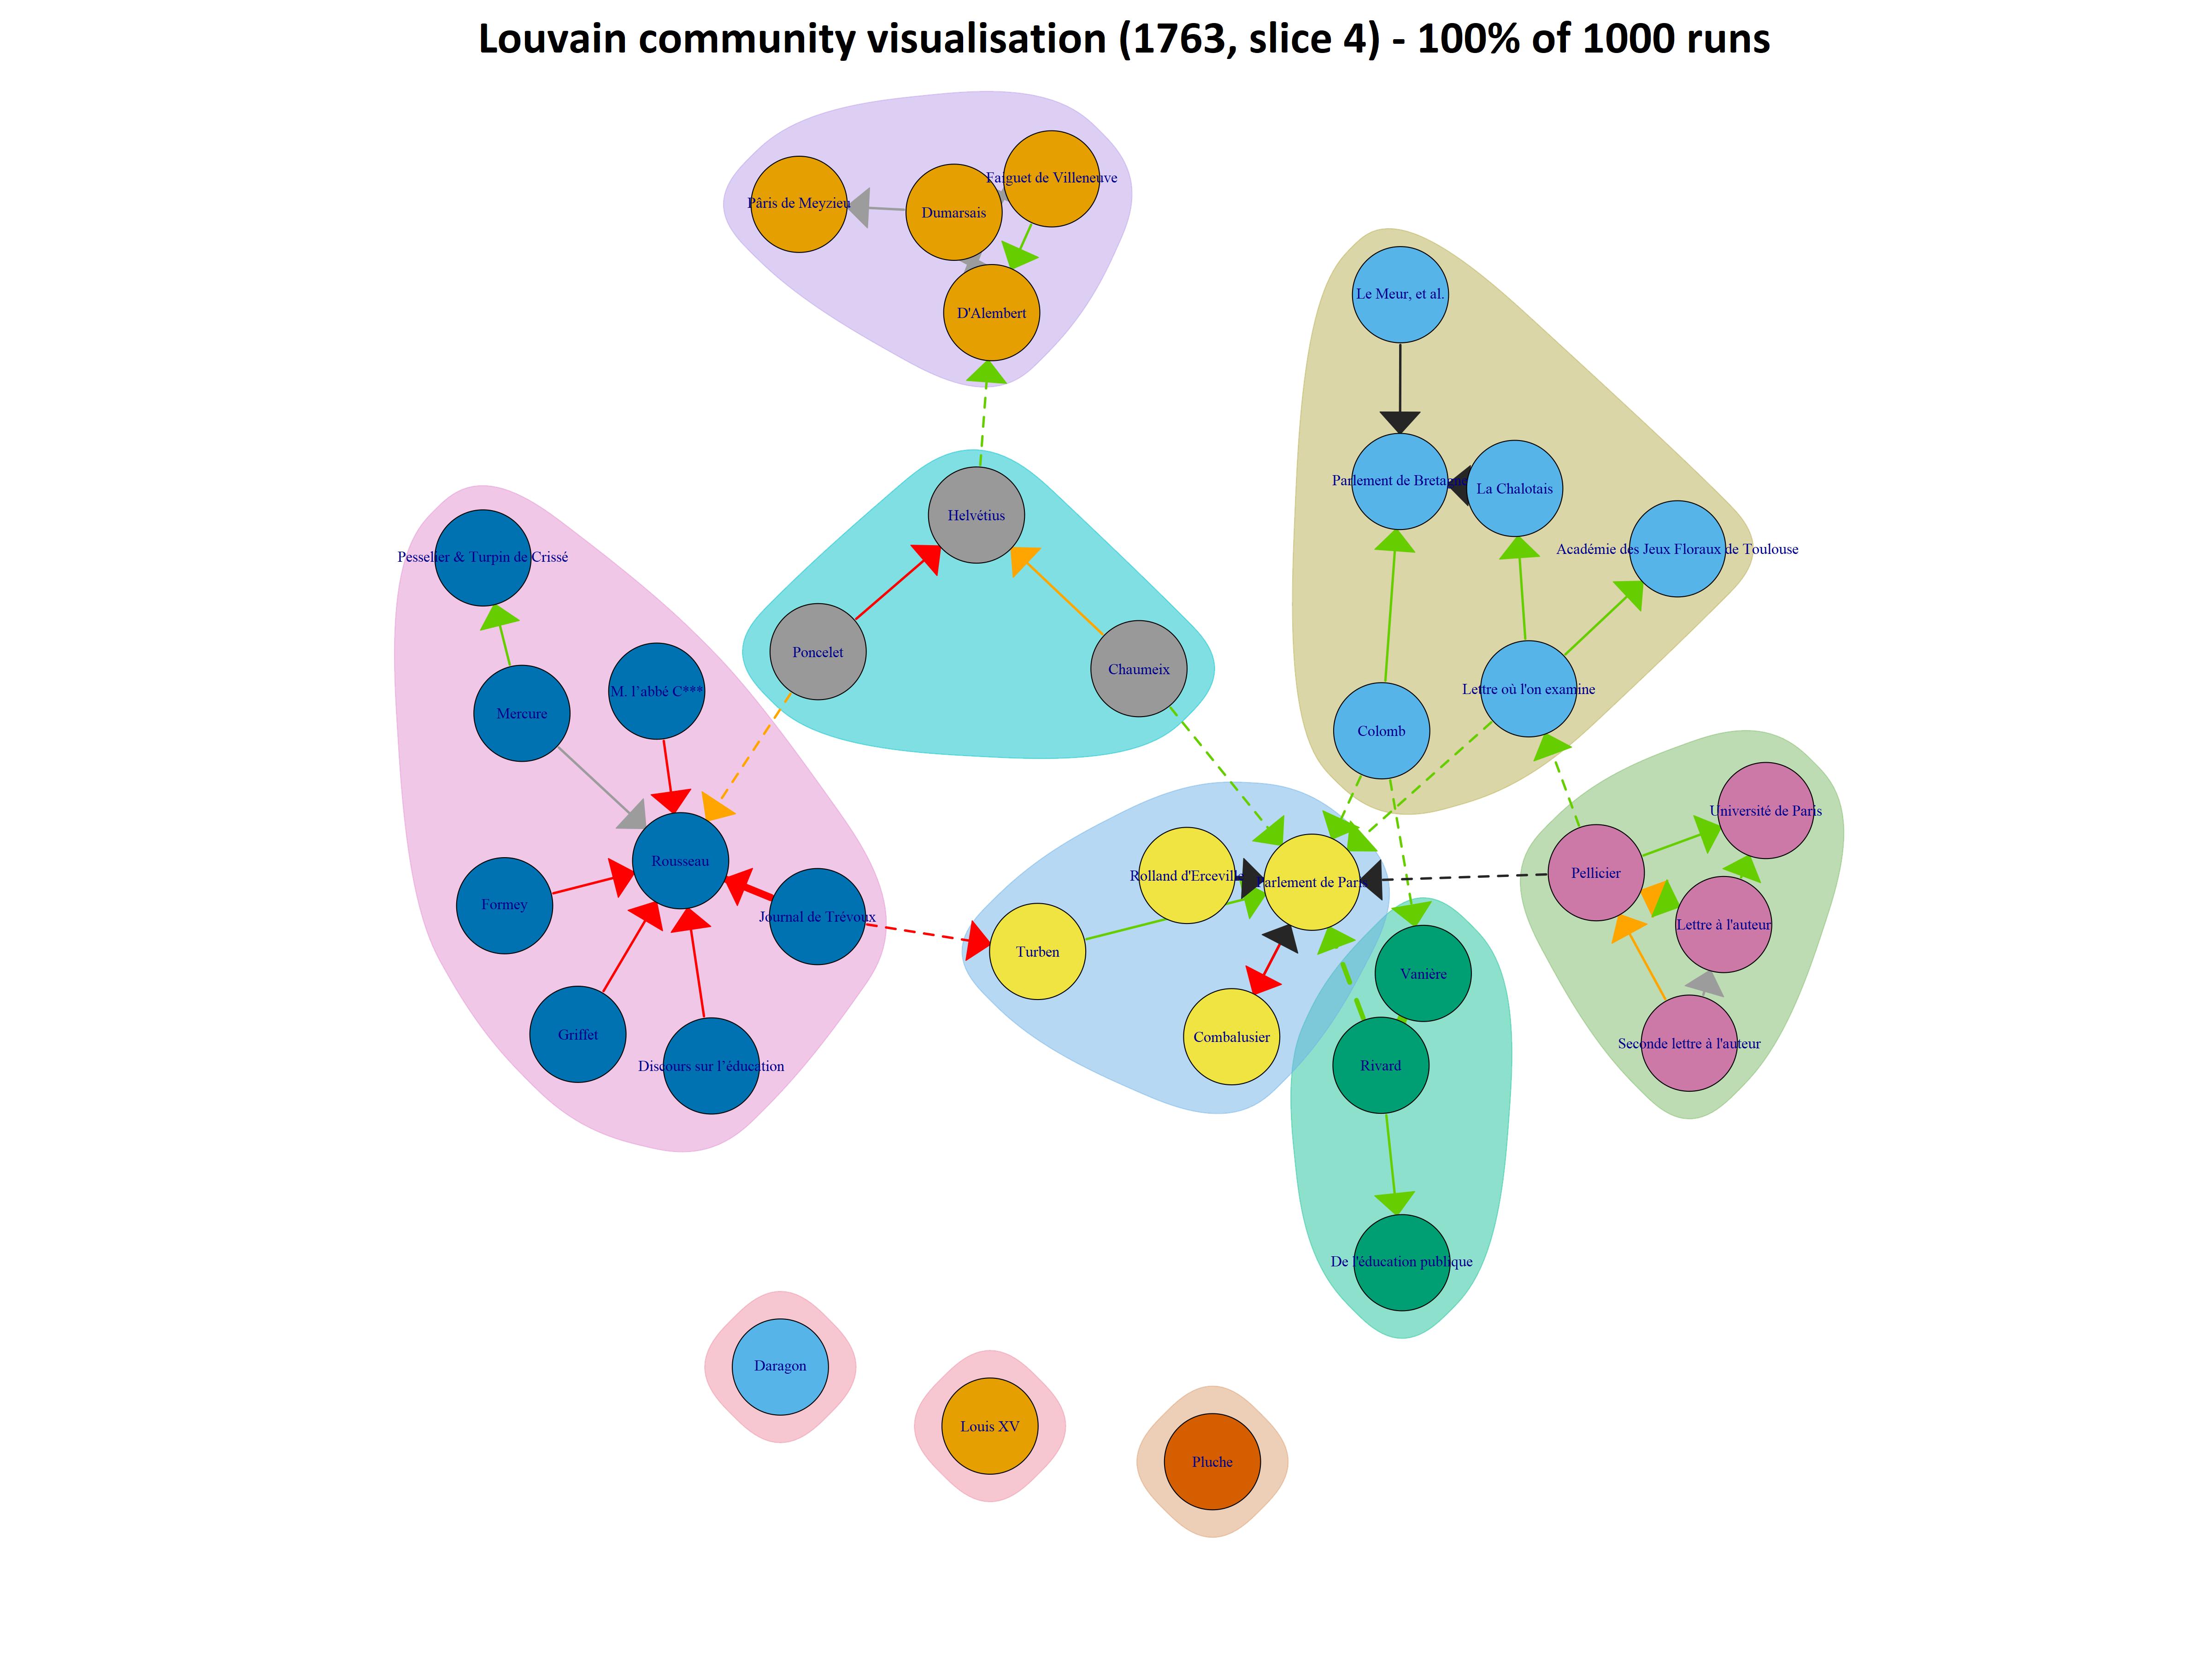 Louvain community visualisation (1763, slice 4) - 100% of 1000 runs
Faiguet de Villeneuve
Pâris de Meyzieu
Dumarsais
D'Alembert
Le Meur, et al.
Parlement de Bretagne
La Chalotais
Helvétius
Académie des Jeux Floraux de Toulouse
Pesselier & Turpin de Crissé
Poncelet
Chaumeix
M. l’abbé C***
Lettre où l'on examine
Mercure
Colomb
Université de Paris
Rousseau
Pellicier
Rolland d'Erceville
Parlement de Paris
Formey
Journal de Trévoux
Lettre à l'auteur
Turben
Vanière
Griffet
Combalusier
Seconde lettre à l'auteur
Discours sur l’éducation
Rivard
De l'éducation publique
Daragon
Louis XV
Pluche